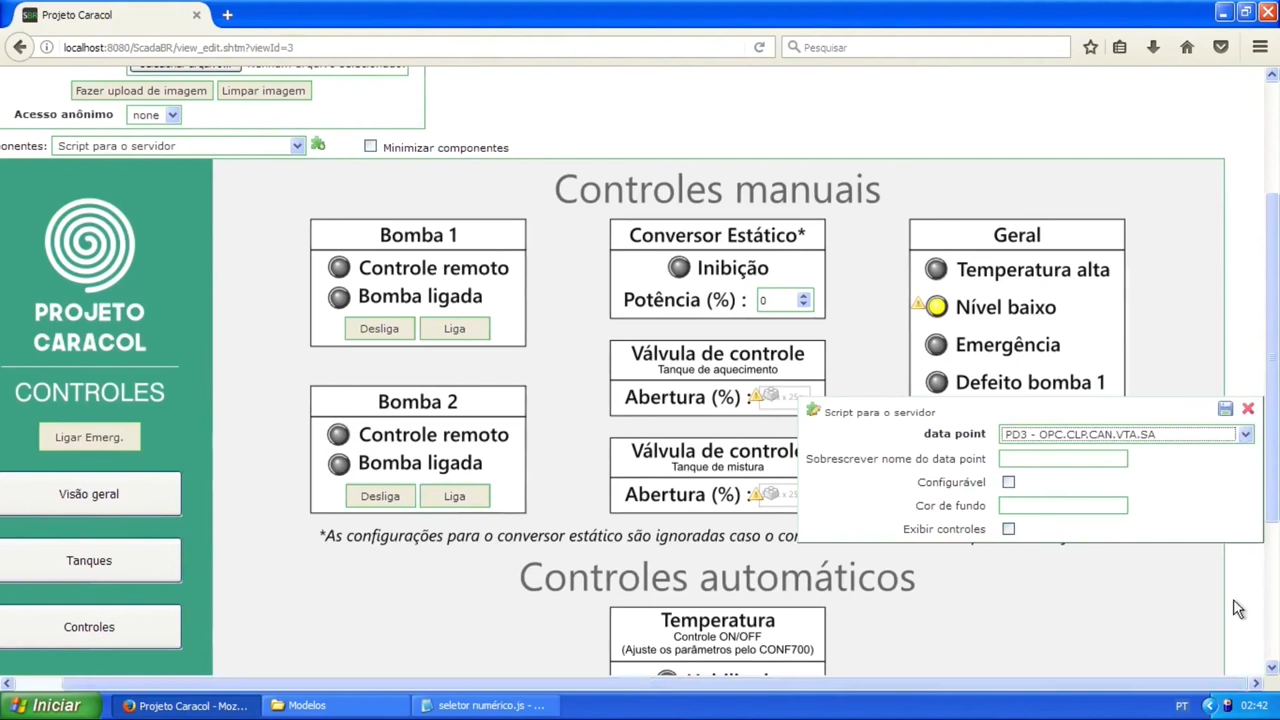 Projeto Caracol
localhost:8080/ScadaBR/view_edit.shtm?viewId=3
Pesquisar
Fazer upload de imagem
Limpar imagem
Acesso anônimo
none
onentes:
Script para o servidor
Minimizar componentes
PROJETO
CARACOL
CONTROLES
Ligar Emerg.
Visão geral
Tanques
Controles
Controles manuais
Bomba 1
Controle remoto
Bomba ligada
Desliga
Liga
Bomba 2
Controle remoto
Bomba ligada
Desliga
Liga
Conversor Estático*
Inibição
Potência (%) :
0
Válvula de controle
Tanque de aquecimento
Abertura (%) :
Válvula de controle
Tanque de mistura
Abertura (%) :
Geral
Temperatura alta
Nível baixo
Emergência
Defeito bomba 1
Script para o servidor
data point
PD3 - OPC.CLP.CAN.VTA.SA
Sobrescrever nome do data point
Configurável
Cor de fundo
Exibir controles
*As configurações para o conversor estático são ignoradas caso o
Controles automáticos
Temperatura
Controle ON/OFF
(Ajuste os parâmetros pelo CONF700)
Iniciar
Projeto Caracol - Moz...
Modelos
seletor numérico.js - ...
PT
02:42